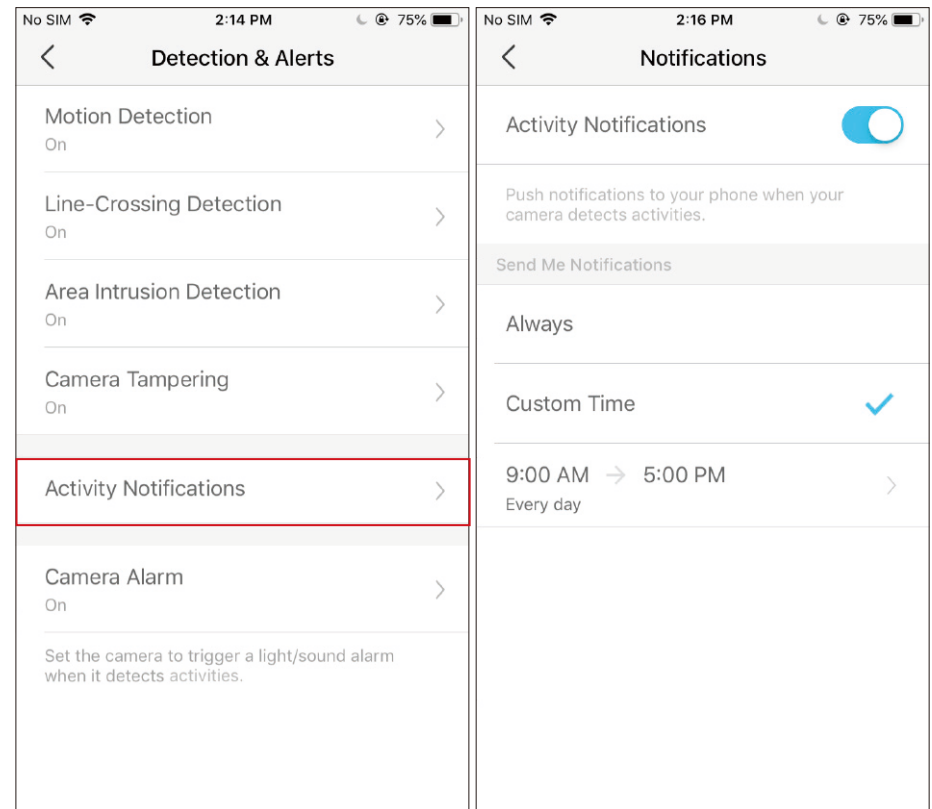 No SIM 2:14 PM 75%
Detection & Alerts
Motion Detection
On
Line-Crossing Detection
On
Area Intrusion Detection
On
Camera Tampering
On
Activity Notifications
Camera Alarm
On
Set the camera to trigger a light/sound alarm
when it detects activities.
No SIM 2:16 PM 75%
Notifications
Activity Notifications
Push notifications to your phone when your
camera detects activities.
Send Me Notifications
Always
Custom Time
9:00 AM → 5:00 PM
Every day